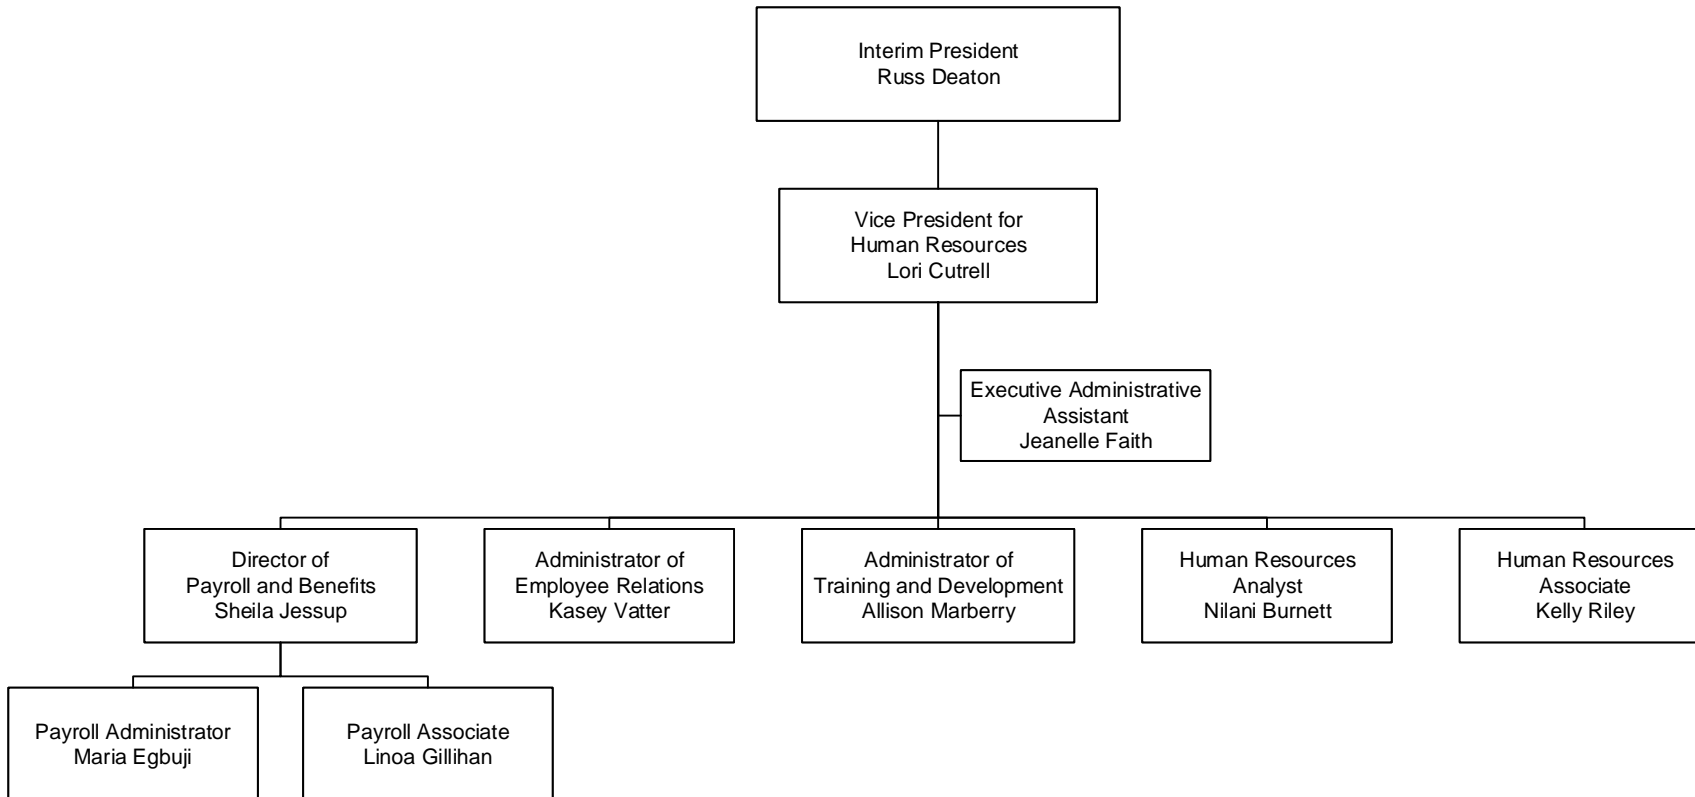 Interim President
Russ Deaton
Vice President for
Human Resources
Lori Cutrell
Executive Administrative
Assistant
Jeanelle Faith
Director of
Payroll and Benefits
Sheila Jessup
Administrator of
Employee Relations
Kasey Vatter
Administrator of
Training and Development
Allison Marberry
Human Resources
Analyst
Nilani Burnett
Human Resources
Associate
Kelly Riley
Payroll Administrator
Maria Egbuji
Payroll Associate
Linoa Gillihan